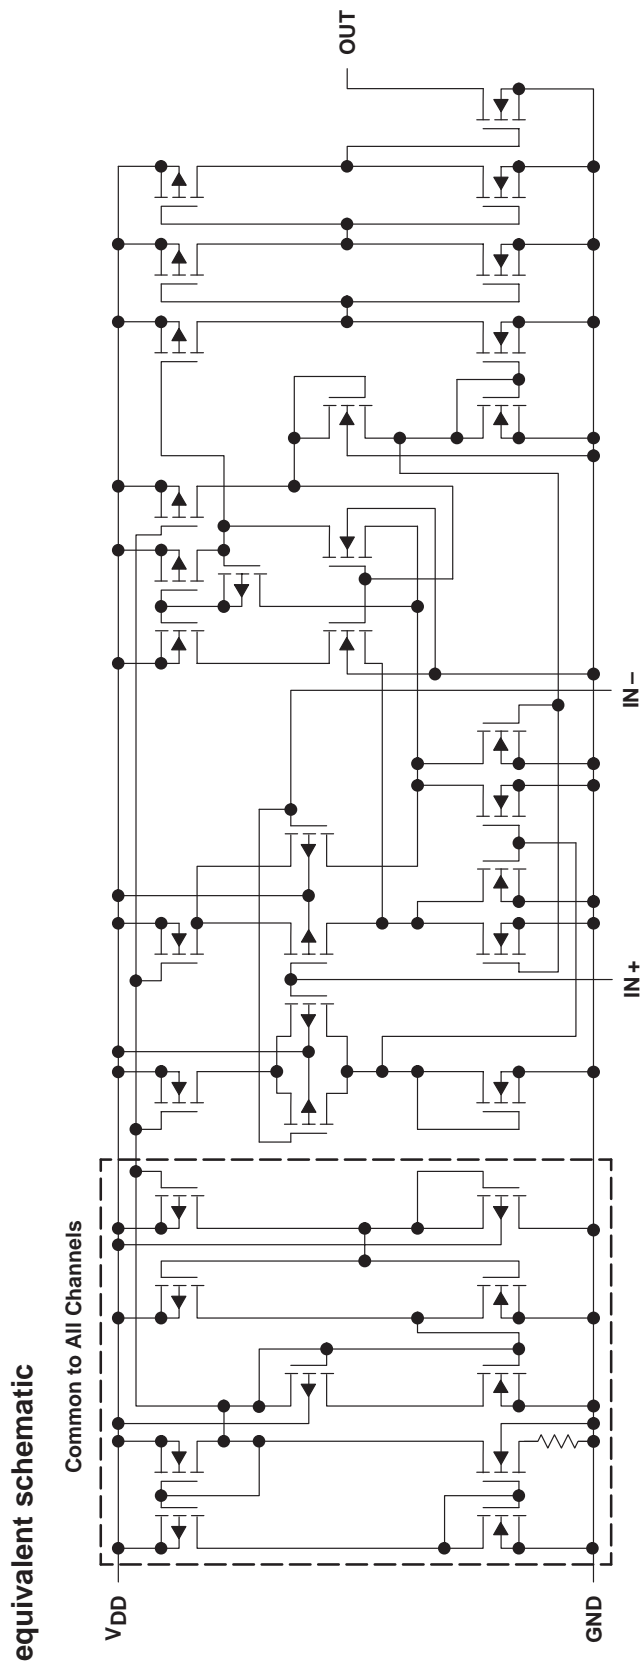 equivalent schematic
Common to All Channels
VDD
GND
IN+
IN–
OUT